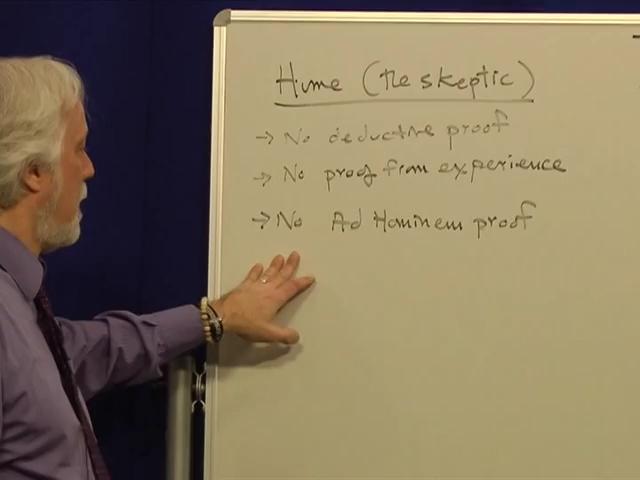 Hume (the skeptic)
→ No deductive proof
→ No proof from experience
→ No Ad Hominem proof